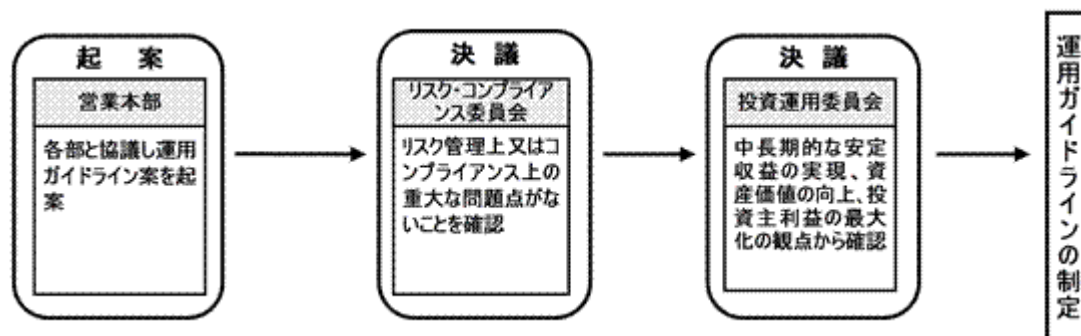 起 案
営業本部
各部と協議し運用
ガイドライン案を起
案
決 議
リスク・コンプライア
ンス委員会
リスク管理上又はコ
ンプライアンス上の
重大な問題点がな
いことを確認
決 議
投資運用委員会
中長期的な安定
収益の実現、資
産価値の向上、投
資主利益の最大
化の観点から確認
運用ガイドラインの制定